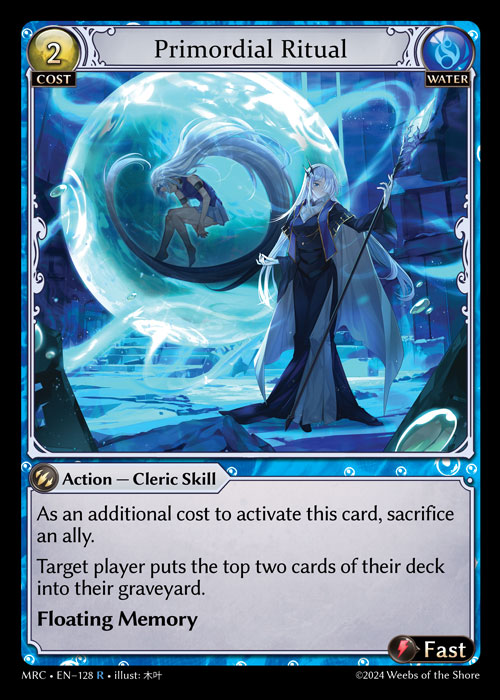 2
COST
Primordial Ritual
WATER
Action — Cleric Skill
As an additional cost to activate this card, sacrifice
an ally.
Target player puts the top two cards of their deck
into their graveyard.
Floating Memory
Fast
MRC • EN–128 R • illust: 木叶
©2024 Weebs of the Shore